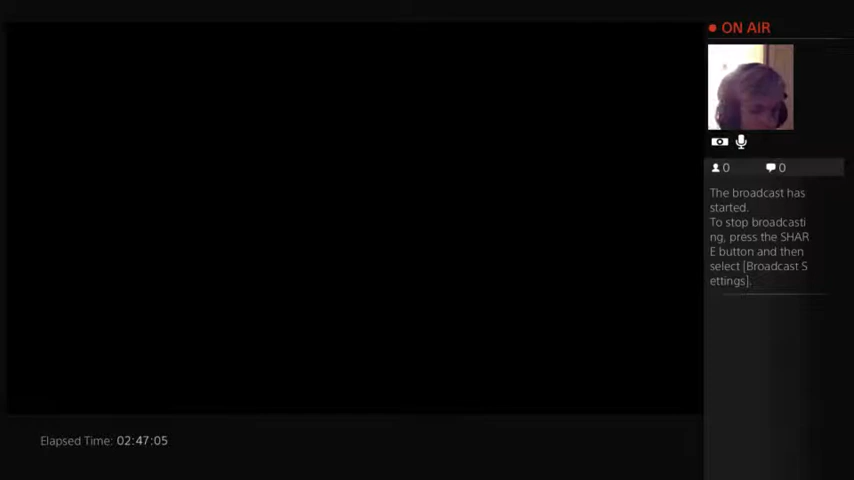 ON AIR
0 0
The broadcast has
started.
To stop broadcasti
ng, press the SHAR
E button and then
select [Broadcast S
ettings].
Elapsed Time: 02:47:05